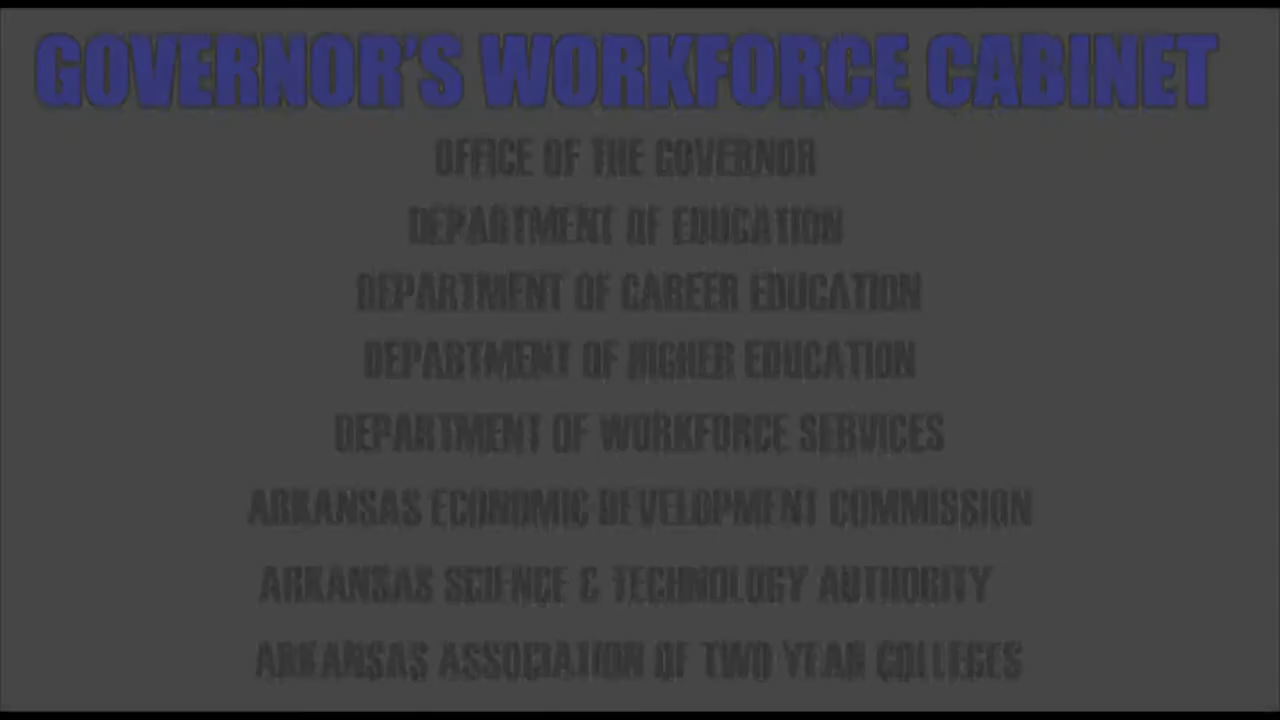 GOVERNOR'S WORKFORCE CABINET
OFFICE OF THE GOVERNOR
DEPARTMENT OF EDUCATION
DEPARTMENT OF CAREER EDUCATION
DEPARTMENT OF HIGHER EDUCATION
DEPARTMENT OF WORKFORCE SERVICES
ARKANSAS ECONOMIC DEVELOPMENT COMMISSION
ARKANSAS SCIENCE & TECHNOLOGY AUTHORITY
ARKANSAS ASSOCIATION OF TWO YEAR COLLEGES